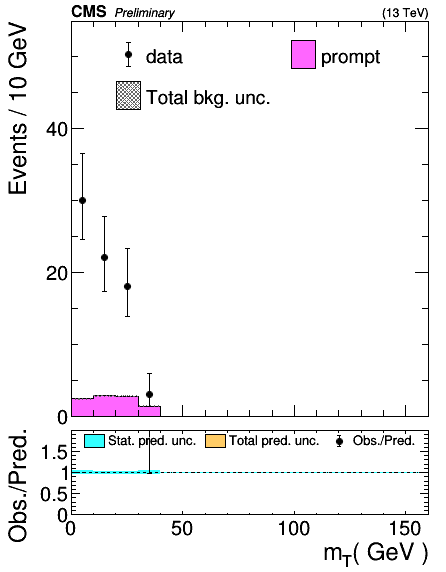 CMS Preliminary (13 TeV)
Events / 10 GeV
data
prompt
Total bkg. unc.
40
20
0
Obs./Pred.
Stat. pred. unc.
Total pred. unc.
Obs./Pred.
1.5
1
0.5
0
0 50 100 150
m_T( GeV )